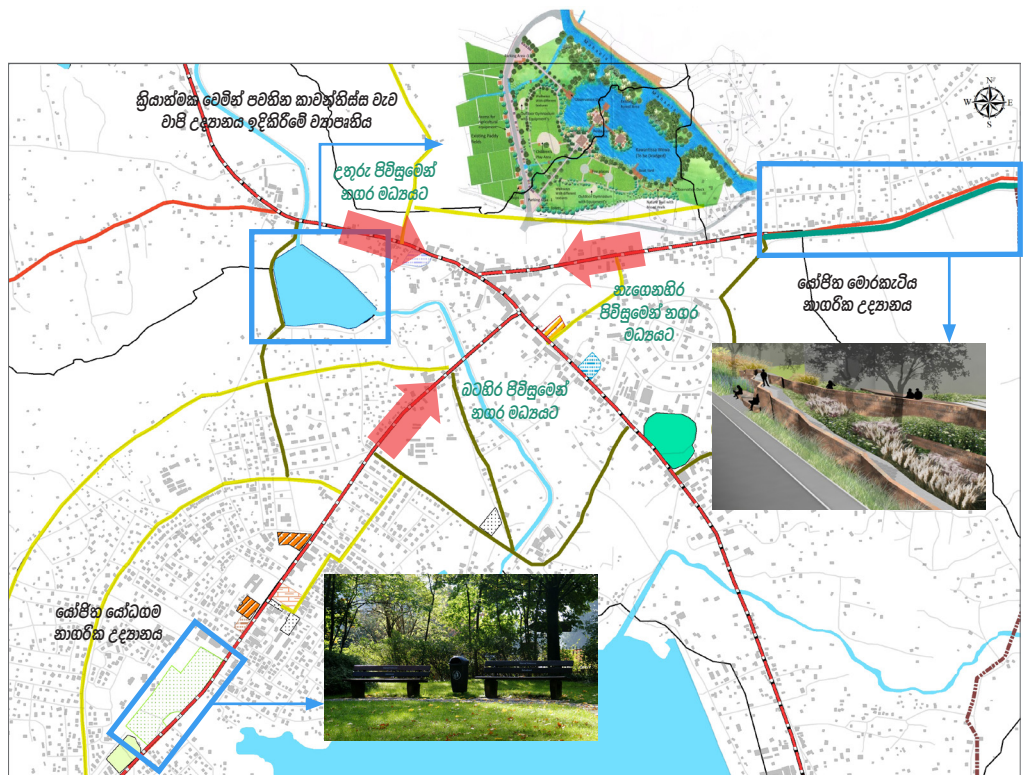 ක්‍රියාත්මක වෙමින් පවතින කාවන්තිස්ස වැව
වාපි උද්‍යානය ඉදිකිරීමේ ව්‍යාපෘතිය
උතුරු පිවිසුමෙන්
නගර මධ්‍යයට
N
W
E
S
යෝජිත මොරකැටිය
නාගරික උද්‍යානය
නැගෙනහිර
පිවිසුමෙන් නගර
මධ්‍යයට
බටහිර පිවිසුමෙන්
නගර මධ්‍යයට
යෝජිත යෝධගම
නාගරික උද්‍යානය